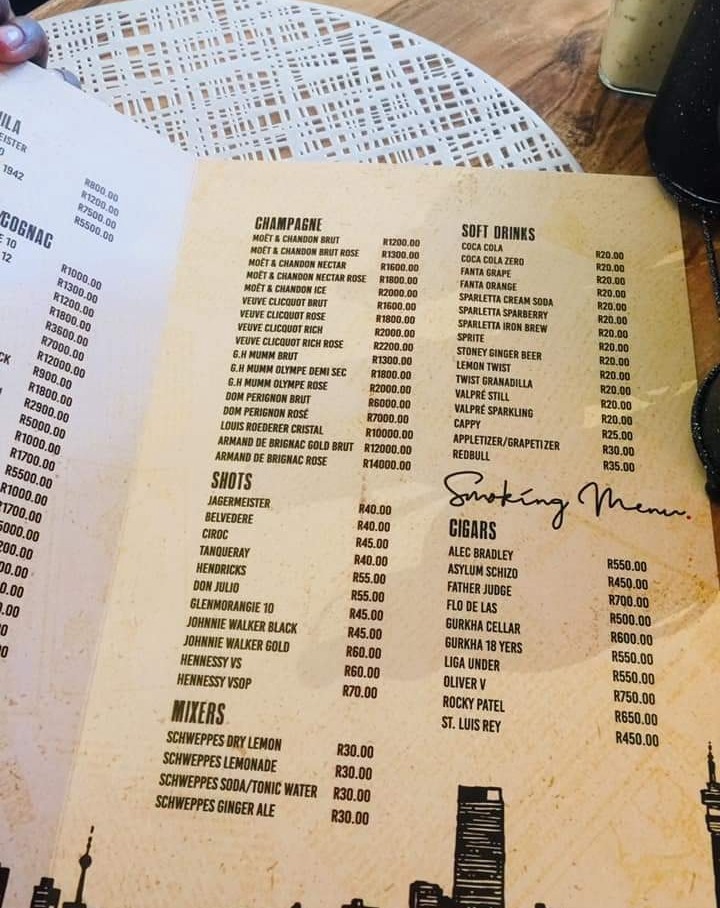 MEISTER
1942
R800.00
R1200.00
R7500.00
R5500.00
COGNAC
10
12
R1000.00
R1300.00
R1200.00
R1800.00
R3600.00
R7000.00
R12000.00
R900.00
R1800.00
R2900.00
R5000.00
R1000.00
R1700.00
R5500.00
R1000.00
CHAMPAGNE
MOËT & CHANDON BRUT R1200.00
MOËT & CHANDON BRUT ROSE R1300.00
MOËT & CHANDON NECTAR R1600.00
MOËT & CHANDON NECTAR ROSE R1800.00
MOËT & CHANDON ICE R2000.00
VEUVE CLICQUOT BRUT R1600.00
VEUVE CLICQUOT ROSE R1800.00
VEUVE CLICQUOT RICH R2000.00
VEUVE CLICQUOT RICH ROSE R2200.00
G.H MUMM BRUT R1300.00
G.H MUMM OLYMPE DEMI SEC R1800.00
G.H MUMM OLYMPE ROSE R2000.00
DOM PERIGNON BRUT R6000.00
DOM PERIGNON ROSÉ R7000.00
LOUIS ROEDERER CRISTAL R10000.00
ARMAND DE BRIGNAC GOLD BRUT R12000.00
ARMAND DE BRIGNAC ROSE R14000.00
SHOTS
JAGERMEISTER R40.00
BELVEDERE R40.00
CIROC R45.00
TANQUERAY R40.00
HENDRICKS R55.00
DON JULIO R55.00
GLENMORANGIE 10 R45.00
JOHNNIE WALKER BLACK R45.00
JOHNNIE WALKER GOLD R60.00
HENNESSY VS R60.00
HENNESSY VSOP R70.00
MIXERS
SCHWEPPES DRY LEMON R30.00
SCHWEPPES LEMONADE R30.00
SCHWEPPES SODA/TONIC WATER R30.00
SCHWEPPES GINGER ALE R30.00
SOFT DRINKS
COCA COLA R20.00
COCA COLA ZERO R20.00
FANTA GRAPE R20.00
FANTA ORANGE R20.00
SPARLETTA CREAM SODA R20.00
SPARLETTA SPARBERRY R20.00
SPARLETTA IRON BREW R20.00
SPRITE R20.00
STONEY GINGER BEER R20.00
LEMON TWIST R20.00
TWIST GRANADILLA R20.00
VALPRÉ STILL R20.00
VALPRÉ SPARKLING R20.00
CAPPY R25.00
APPLETIZER/GRAPETIZER R30.00
REDBULL R35.00
Smoking Menu.
CIGARS
ALEC BRADLEY R550.00
ASYLUM SCHIZO R450.00
FATHER JUDGE R700.00
FLO DE LAS R500.00
GURKHA CELLAR R600.00
GURKHA 18 YERS R550.00
LIGA UNDER R550.00
OLIVER V R750.00
ROCKY PATEL R650.00
ST. LUIS REY R450.00